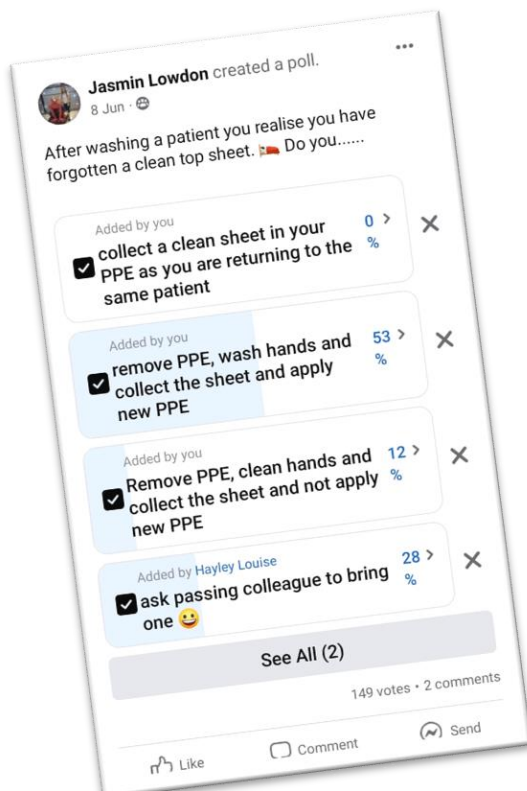 Jasmin Lowdon created a poll.
8 Jun ·
After washing a patient you realise you have
forgotten a clean top sheet. 🛏️ Do you......
Added by you
collect a clean sheet in your
PPE as you are returning to the
same patient
0
%
Added by you
remove PPE, wash hands and
collect the sheet and apply
new PPE
53
%
Added by you
Remove PPE, clean hands and
collect the sheet and not apply
new PPE
12
%
Added by Hayley Louise
ask passing colleague to bring
one 😀
28
%
See All (2)
149 votes • 2 comments
Like
Comment
Send